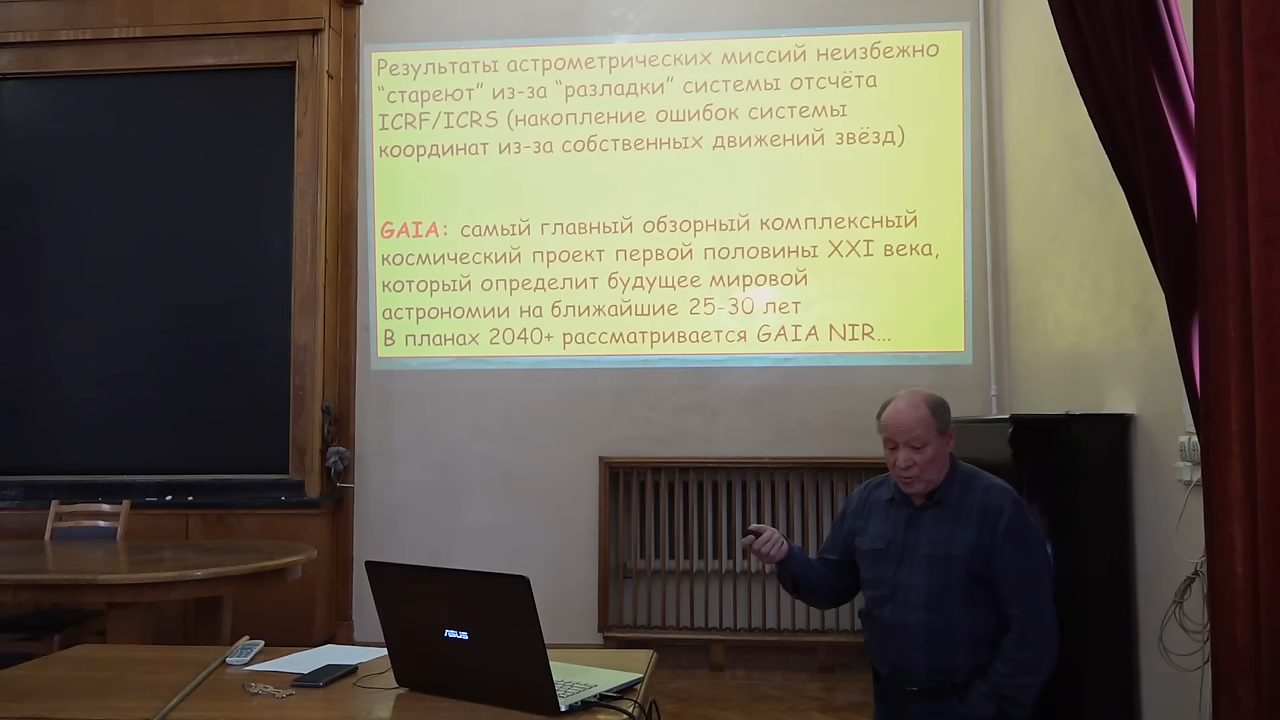 Результаты астрометрических миссий неизбежно
“стареют” из-за “разладки” системы отсчёта
ICRF/ICRS (накопление ошибок системы
координат из-за собственных движений звёзд)
GAIA: самый главный обзорный комплексный
космический проект первой половины XXI века,
который определит будущее мировой
астрономии на ближайшие 25-30 лет
В планах 2040+ рассматривается GAIA NIR...
ASUS